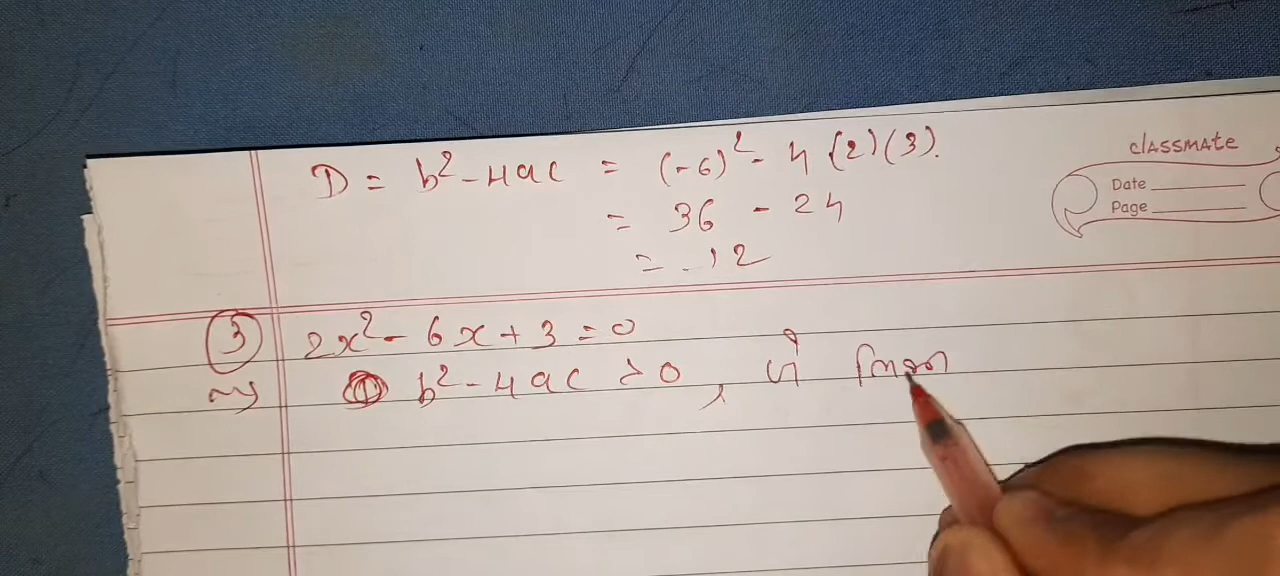 D = b² - 4ac = (-6)² - 4 (2)(3).
= 36 - 24
= 12
classmate
Date
Page
③ 2x² - 6x + 3 = 0
b² - 4ac > 0 ,